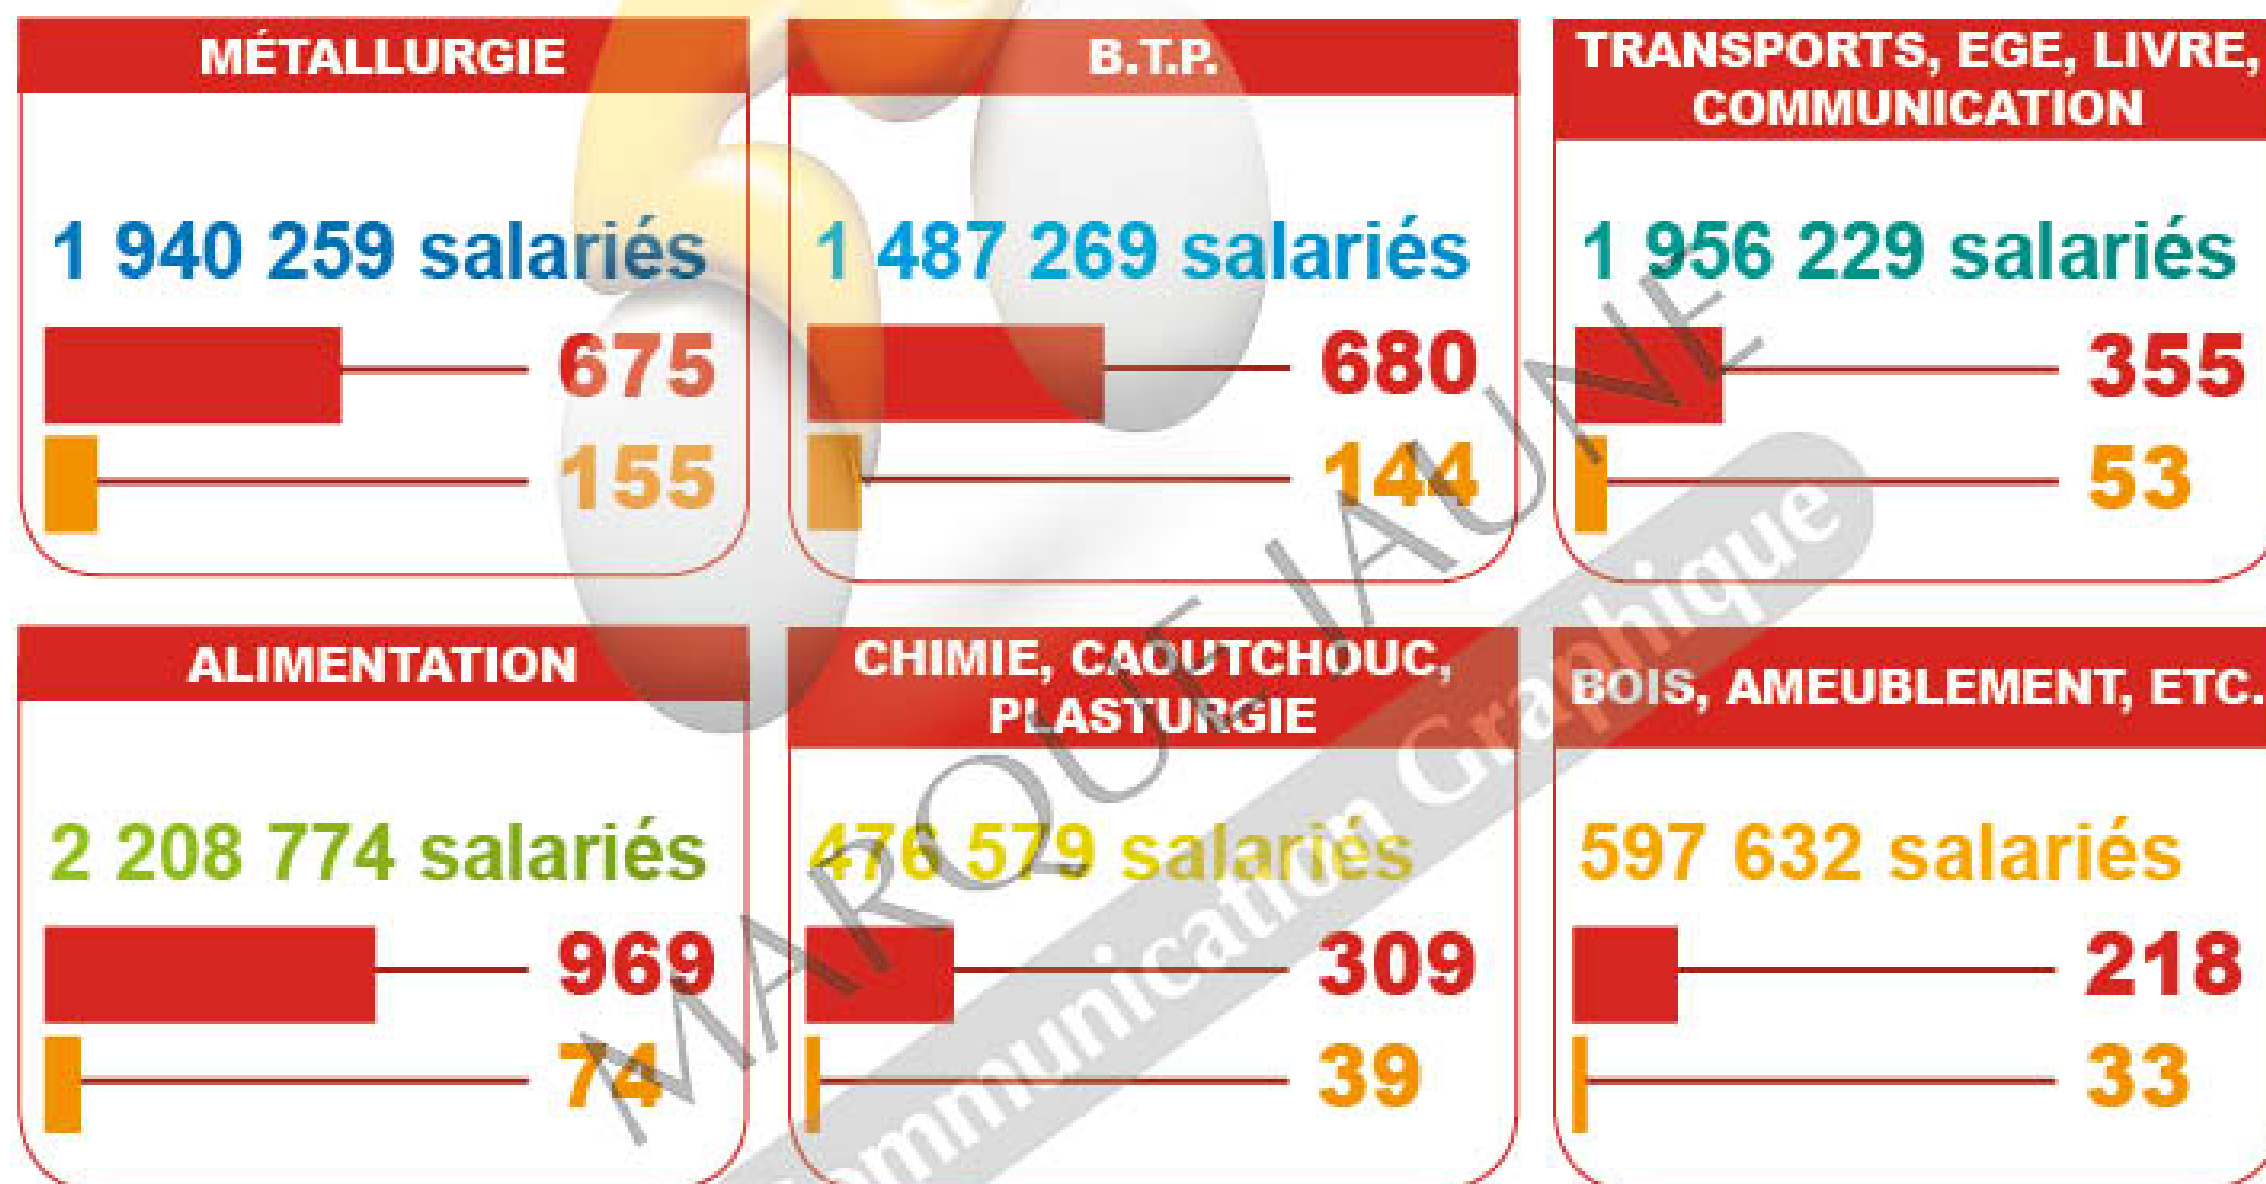 MÉTALLURGIE
1 940 259 salariés
675
155
B.T.P.
1 487 269 salariés
680
144
TRANSPORTS, EGE, LIVRE,
COMMUNICATION
1 956 229 salariés
355
53
ALIMENTATION
2 208 774 salariés
969
74
CHIMIE, CAOUTCHOUC,
PLASTURGIE
476 579 salariés
309
39
BOIS, AMEUBLEMENT, ETC.
597 632 salariés
218
33
MARQUE JAUNE
ommunication Graphique